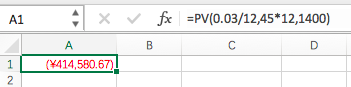 A1 fx =PV(0.03/12,45*12,1400)
A B C D
1 (¥414,580.67)
2